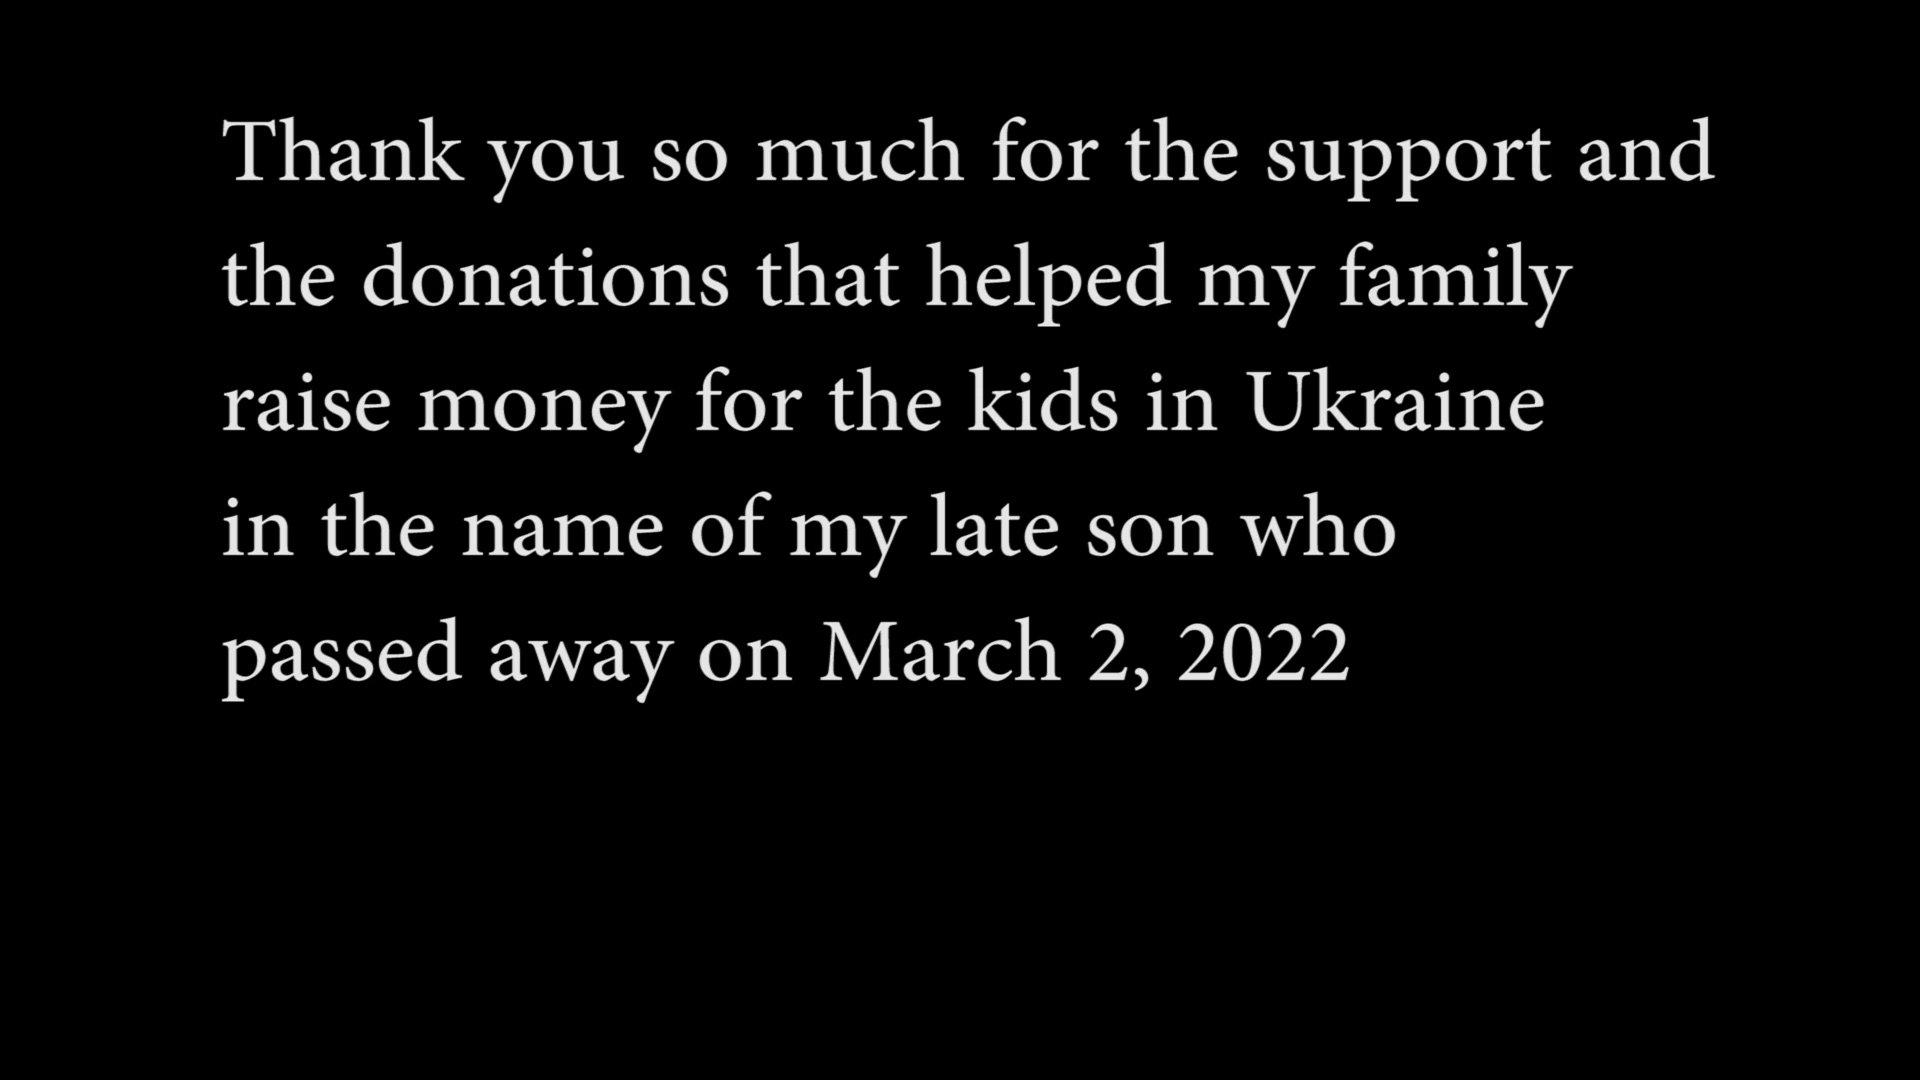 Thank you so much for the support and
the donations that helped my family
raise money for the kids in Ukraine
in the name of my late son who
passed away on March 2, 2022